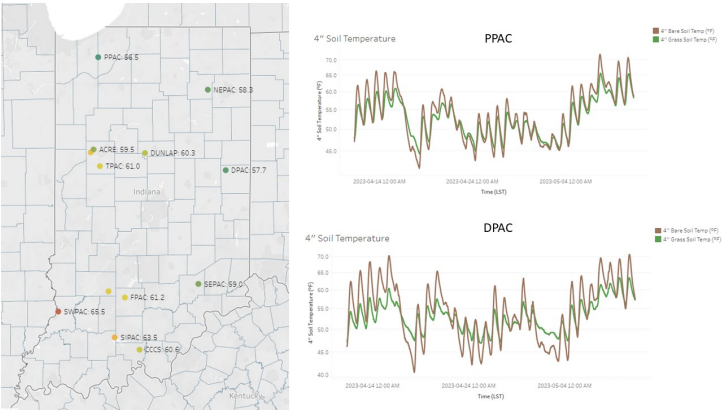 PPAC: 56.5
NEPAC: 58.3
ACRE: 59.5
DUNLAP: 60.3
TPAC: 61.0
DPAC: 57.7
Indiana
SEPAC: 59.0
FPAC: 61.2
SWPAC: 65.5
SIPAC: 63.5
CCCS: 60.6
Kentucky
PPAC
4" Soil Temperature
4" Bare Soil Temp (ºF)
4" Grass Soil Temp (ºF)
4" Soil Temperature (ºF)
70.0
65.0
60.0
55.0
50.0
45.0
2023-04-14 12:00 AM
2023-04-24 12:00 AM
2023-05-04 12:00 AM
Time (LST)
DPAC
4" Soil Temperature
4" Bare Soil Temp (ºF)
4" Grass Soil Temp (ºF)
4" Soil Temperature (ºF)
70.0
65.0
60.0
55.0
50.0
45.0
40.0
2023-04-14 12:00 AM
2023-04-24 12:00 AM
2023-05-04 12:00 AM
Time (LST)